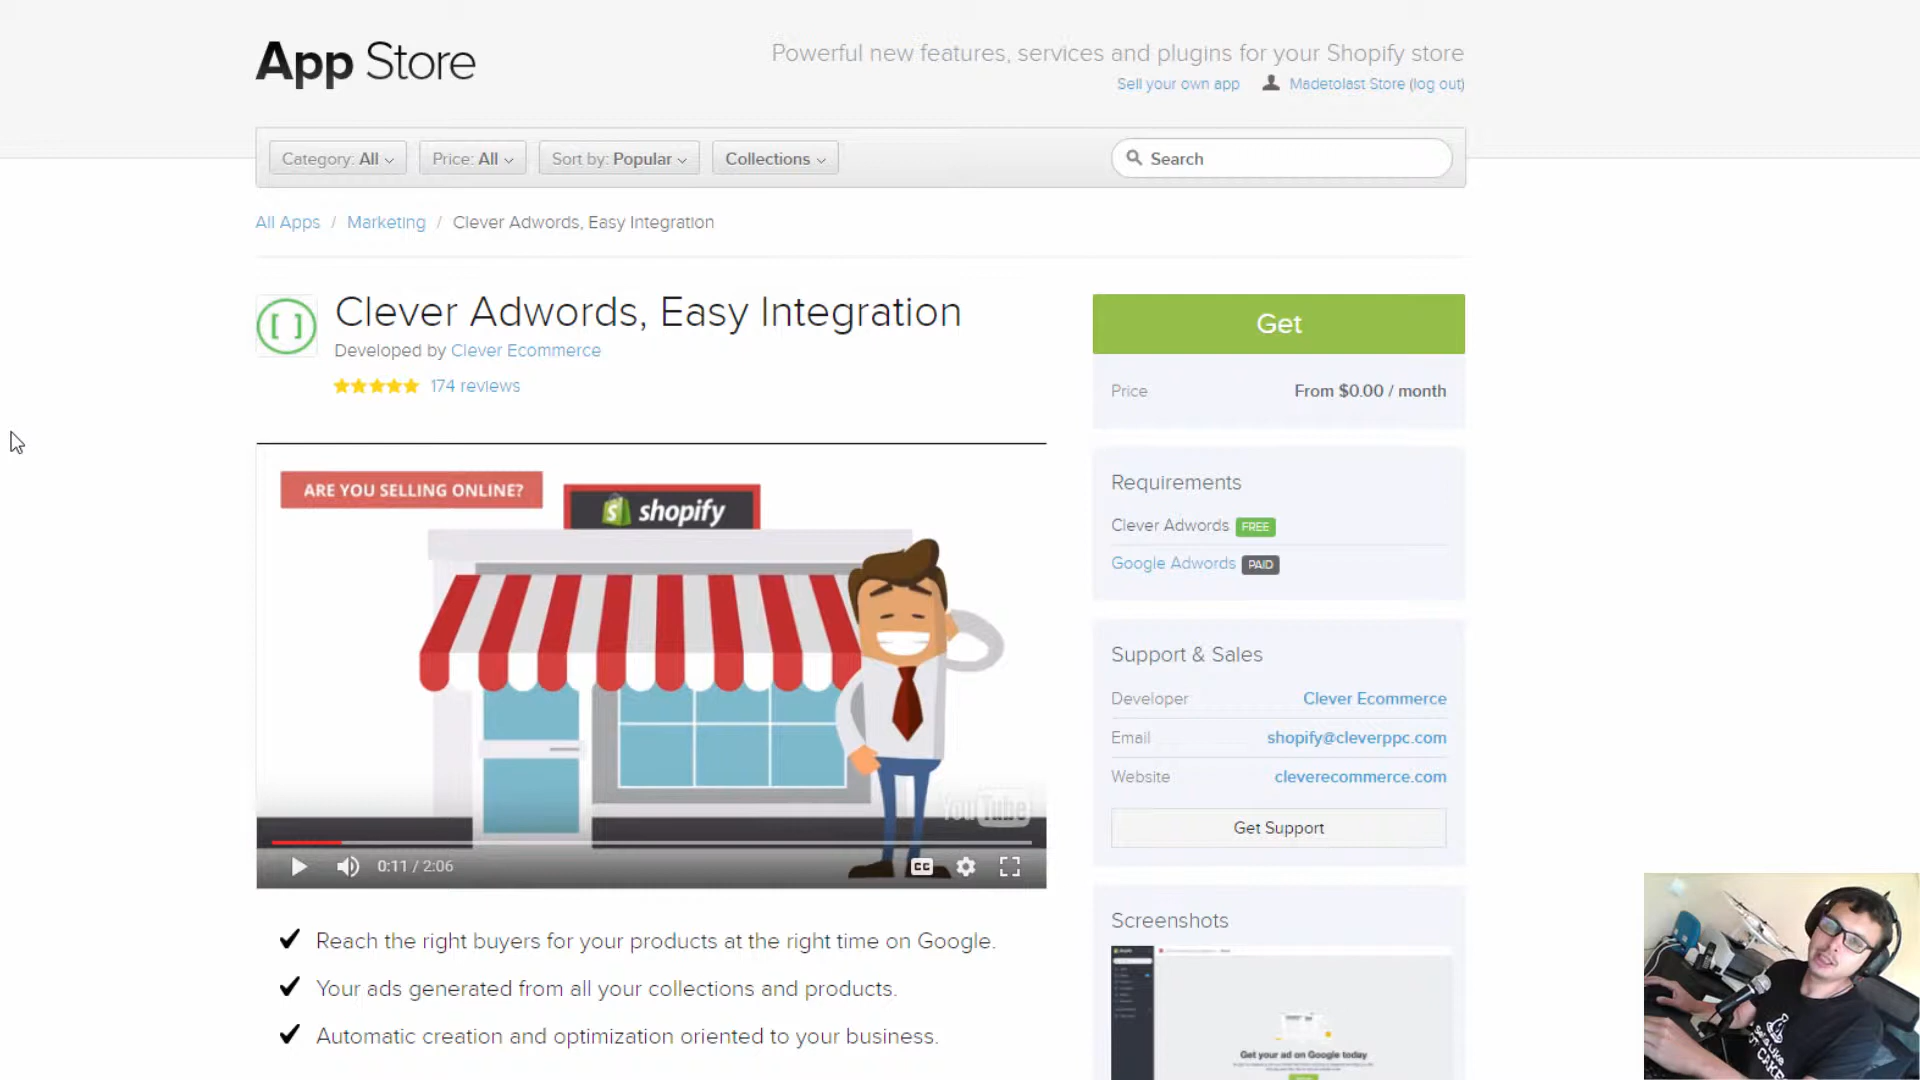 App Store
Powerful new features, services and plugins for your Shopify store
Sell your own app
Madetolast Store (log out)
Category: All
Price: All
Sort by: Popular
Collections
Search
All Apps / Marketing / Clever Adwords, Easy Integration
[ ]
Clever Adwords, Easy Integration
Developed by Clever Ecommerce
174 reviews
Get
Price From $0.00 / month
Requirements
Clever Adwords FREE
Google Adwords PAID
Support & Sales
Developer Clever Ecommerce
Email shopify@cleverppc.com
Website cleverecommerce.com
Get Support
Screenshots
Get your ad on Google today
ARE YOU SELLING ONLINE?
shopify
YouTube
0:11 / 2:06
CC
Reach the right buyers for your products at the right time on Google.
Your ads generated from all your collections and products.
Automatic creation and optimization oriented to your business.